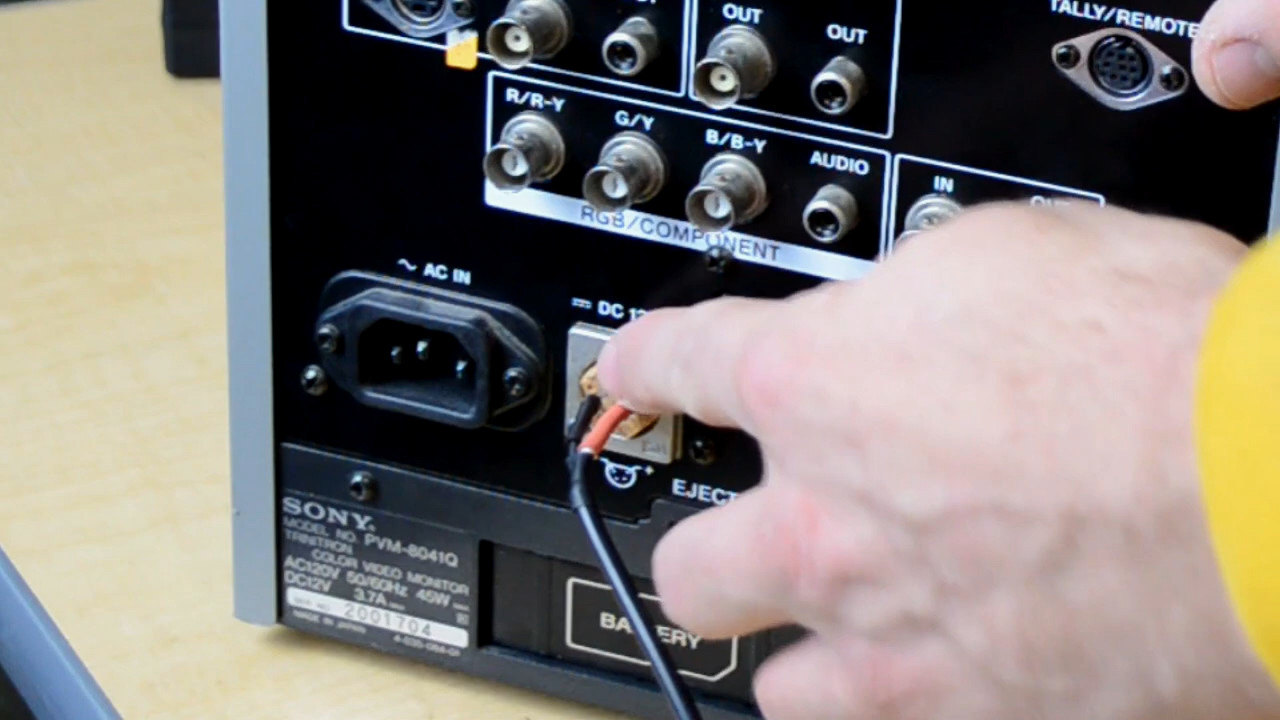 OUT
OUT
TALLY/REMOTE
R/R-Y
G/Y
B/B-Y
AUDIO
IN
RGB/COMPONENT
AC IN
DC 12
EJECT
SONY
MODEL NO. PVM-8041Q
TRINITRON
COLOR VIDEO MONITOR
AC120V 50/60Hz 45W
DC12V 3.7A
2001704
MADE IN JAPAN
BATTERY